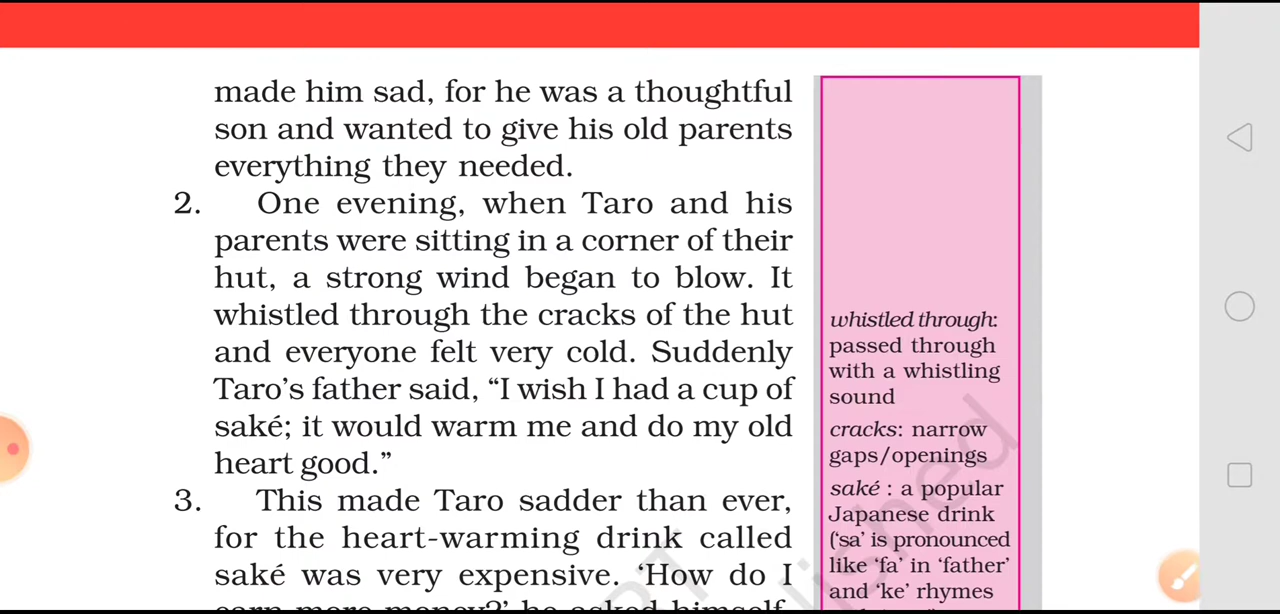 made him sad, for he was a thoughtful
son and wanted to give his old parents
everything they needed.
2. One evening, when Taro and his
parents were sitting in a corner of their
hut, a strong wind began to blow. It
whistled through the cracks of the hut
and everyone felt very cold. Suddenly
Taro’s father said, “I wish I had a cup of
saké; it would warm me and do my old
heart good.”
3. This made Taro sadder than ever,
for the heart-warming drink called
saké was very expensive. ‘How do I
earn more money?’ he asked himself.
whistled through:
passed through
with a whistling
sound
cracks: narrow
gaps/openings
saké : a popular
Japanese drink
(‘sa’ is pronounced
like ‘fa’ in ‘father’
and ‘ke’ rhymes